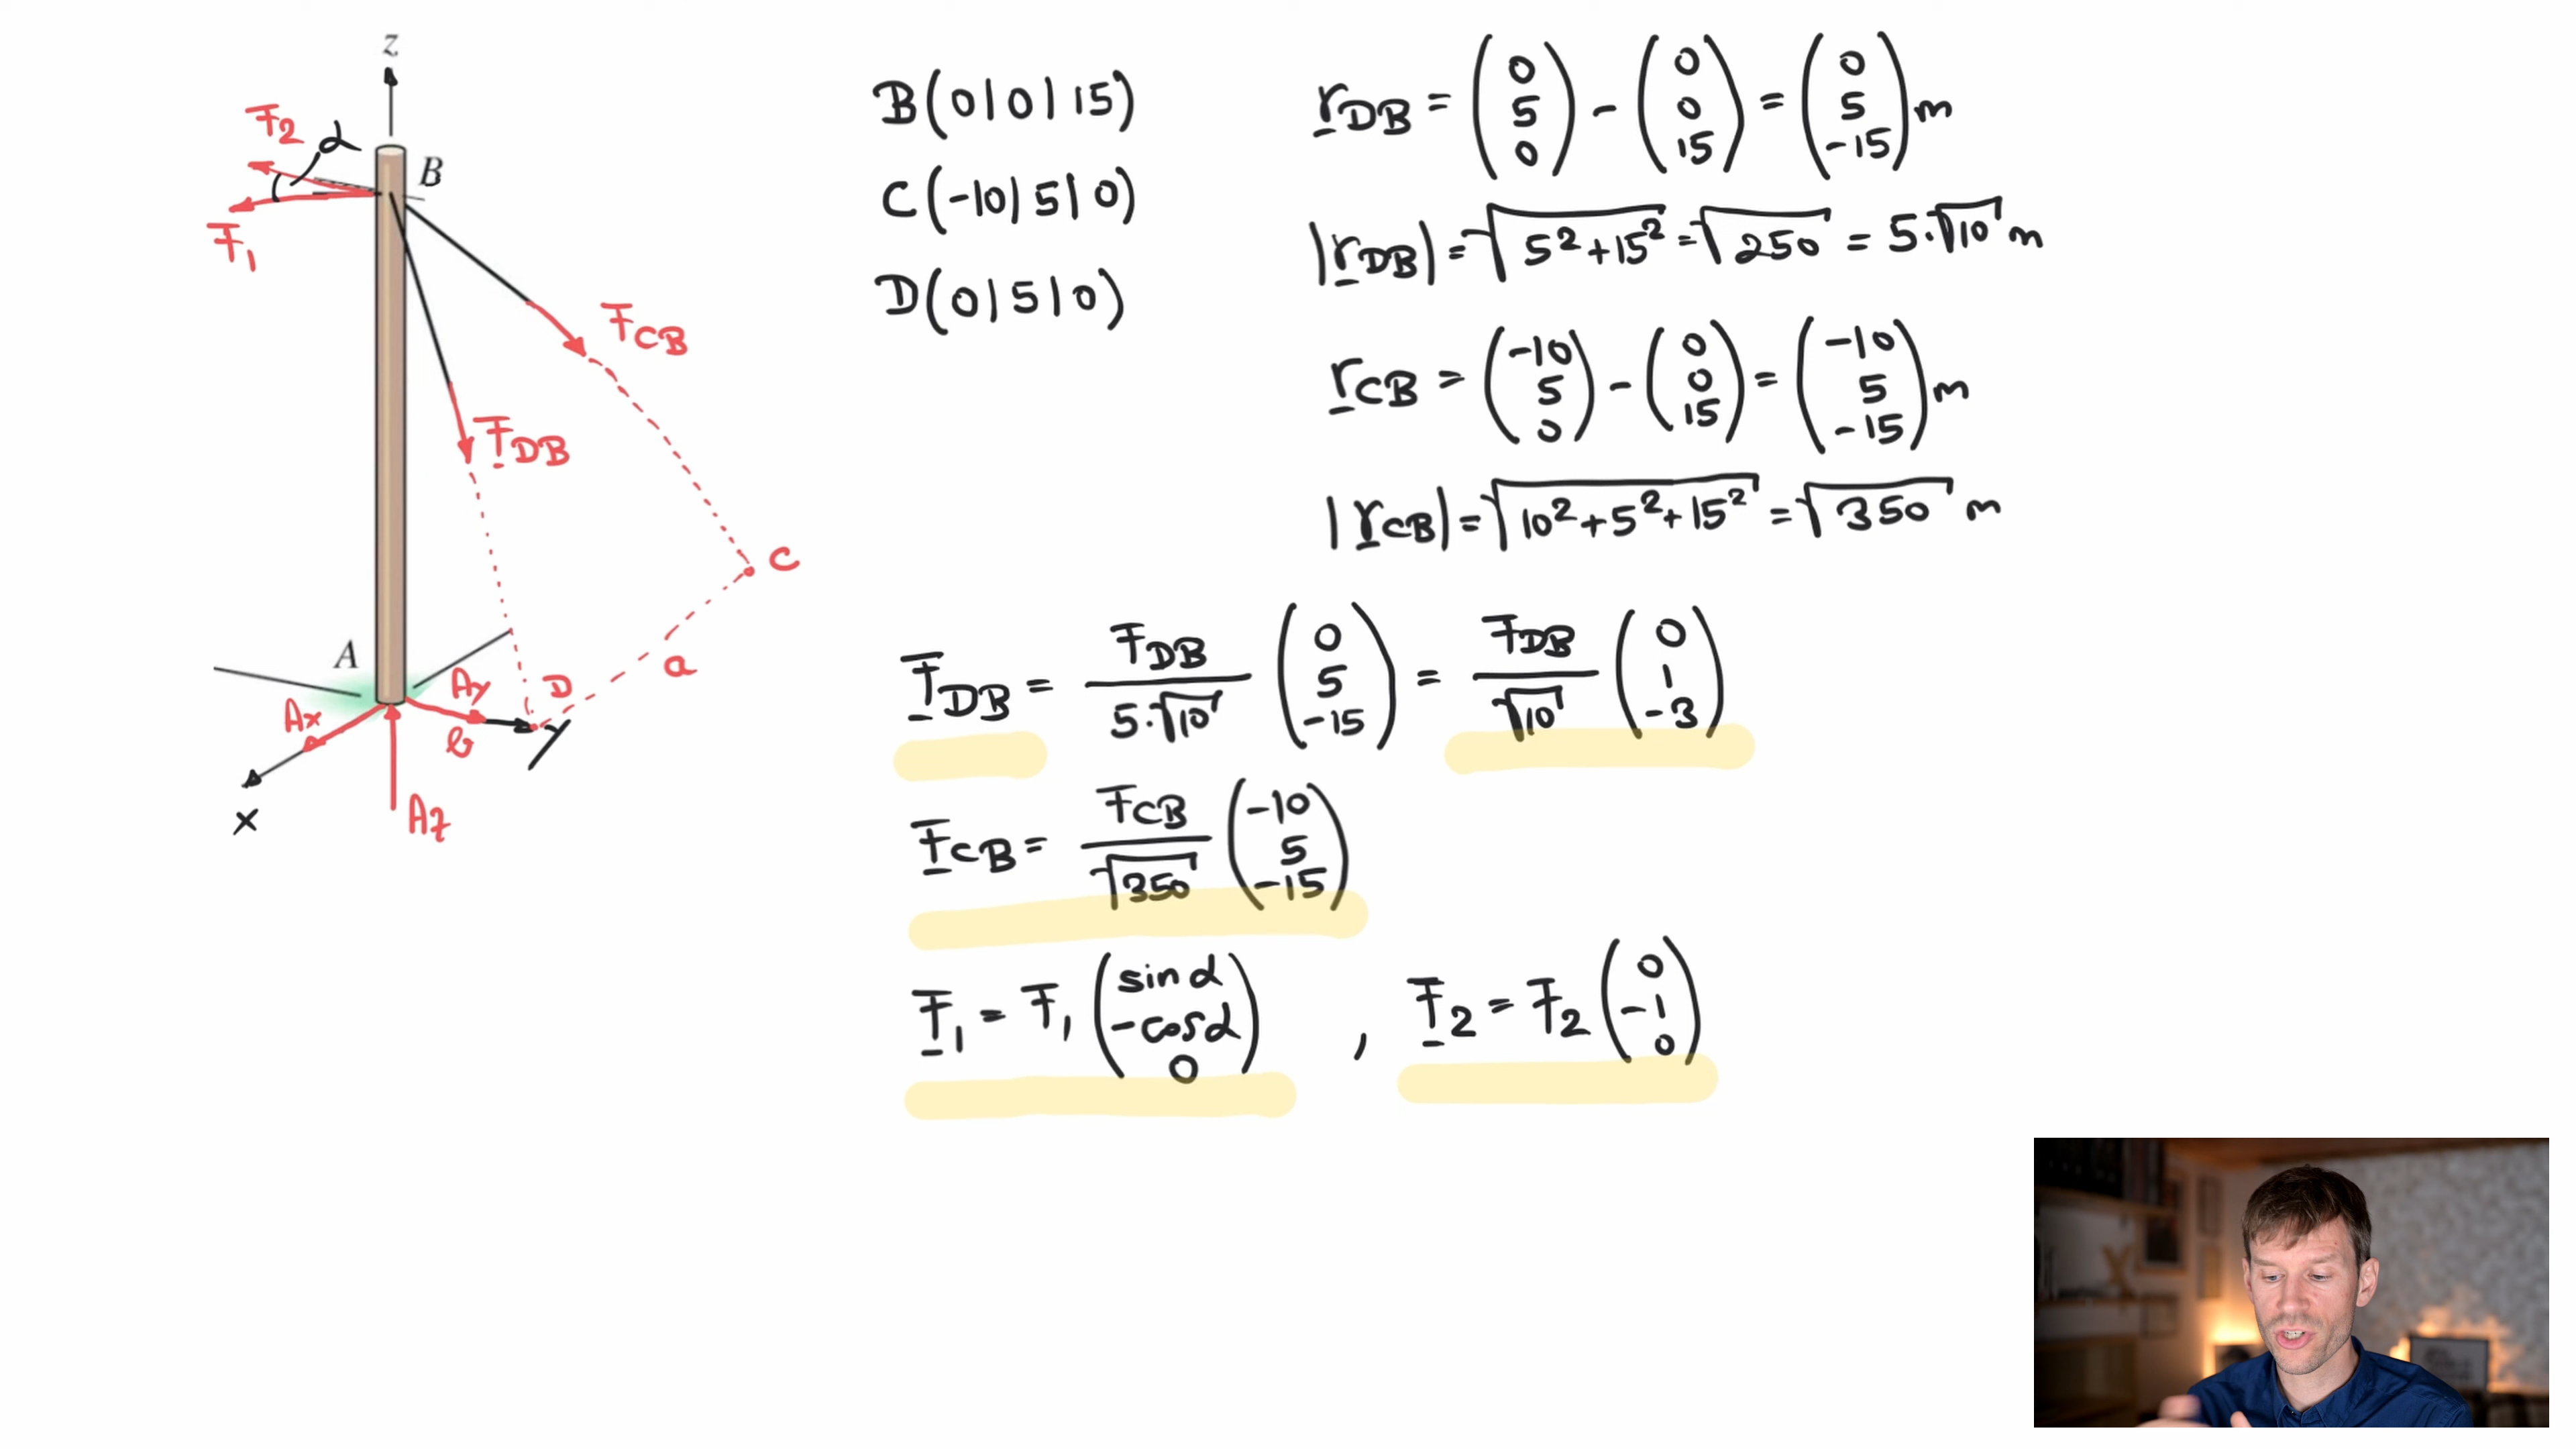 z
F2
α
B
F1
FCB
FDB
C
A
Ay
D
a
Ax
b
y
x
Az
B(0|0|15)
C(-10|5|0)
D(0|5|0)
rDB = (0 5 0) - (0 0 15) = (0 5 -15) m
|rDB| = √5²+15² = √250 = 5·√10 m
rCB = (-10 5 0) - (0 0 15) = (-10 5 -15) m
|rCB| = √10²+5²+15² = √350 m
FDB = FDB/5·√10 (0 5 -15) = FDB/√10 (0 1 -3)
FCB = FCB/√350 (-10 5 -15)
F1 = F1 (sin α -cos α 0) , F2 = F2 (0 -1 0)